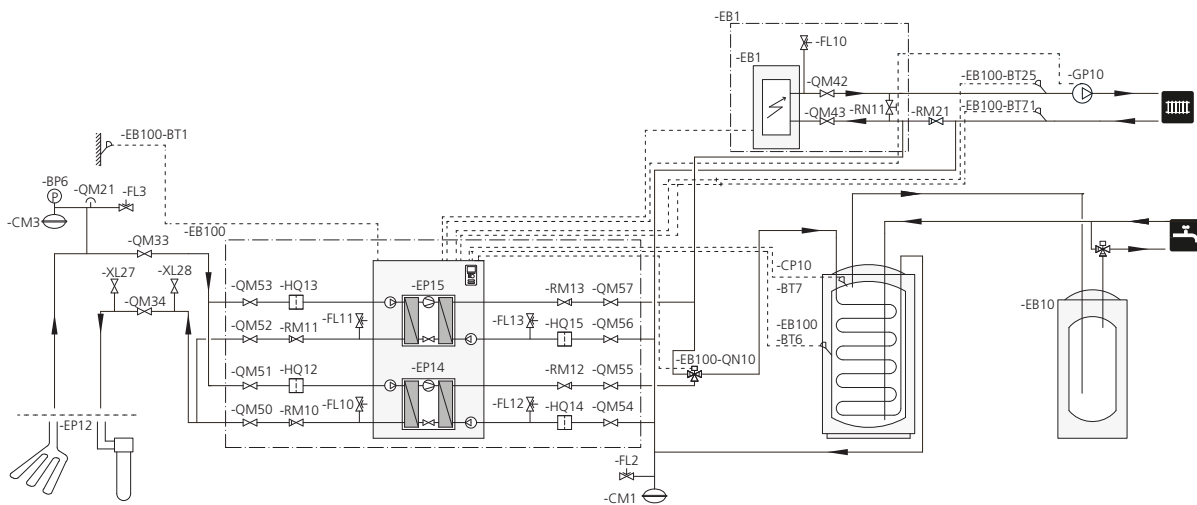 -EB1
-FL10
-EB1
-QM42
-EB100-BT25
-GP10
-QM43
-RN11
-RM21
-EB100-BT71
-EB100-BT1
-BP6
P
-QM21
-FL3
-CM3
-QM33
-EB100
-XL27
-XL28
-QM34
-QM53
-HQ13
-EP15
-RM13
-QM57
-CP10
-BT7
-QM52
-RM11
-FL11
-FL13
-HQ15
-QM56
-EB100
-BT6
-EB10
-QM51
-HQ12
-EP14
-RM12
-QM55
-EB100-QN10
-QM50
-RM10
-FL10
-FL12
-HQ14
-QM54
-EP12
-FL2
-CM1